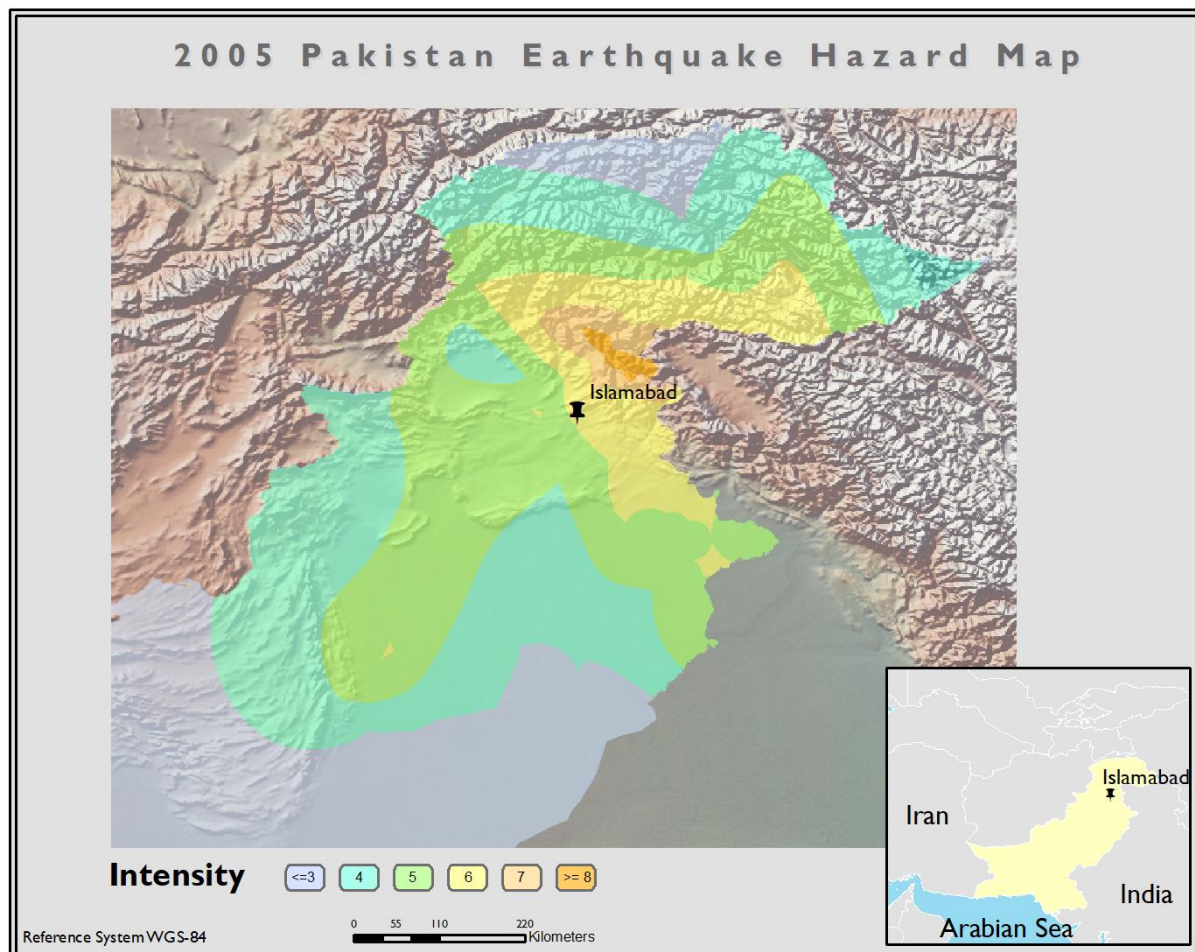 2005 Pakistan Earthquake Hazard Map
Islamabad
Islamabad
Iran
India
Arabian Sea
Intensity
<=3 4 5 6 7 >= 8
0 55 110 220
Kilometers
Reference System WGS-84